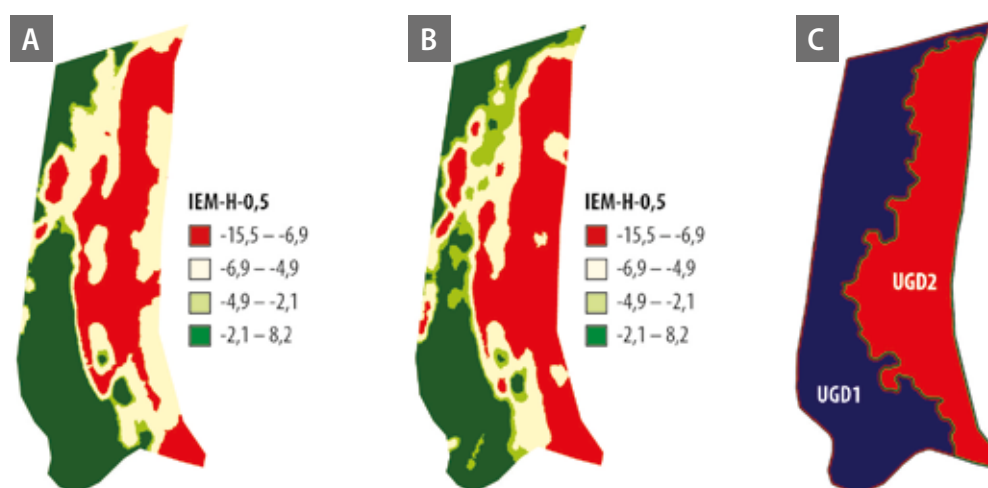 A
IEM-H-0,5
-15,5 – -6,9
-6,9 – -4,9
-4,9 – -2,1
-2,1 – 8,2
B
IEM-H-0,5
-15,5 – -6,9
-6,9 – -4,9
-4,9 – -2,1
-2,1 – 8,2
C
UGD2
UGD1